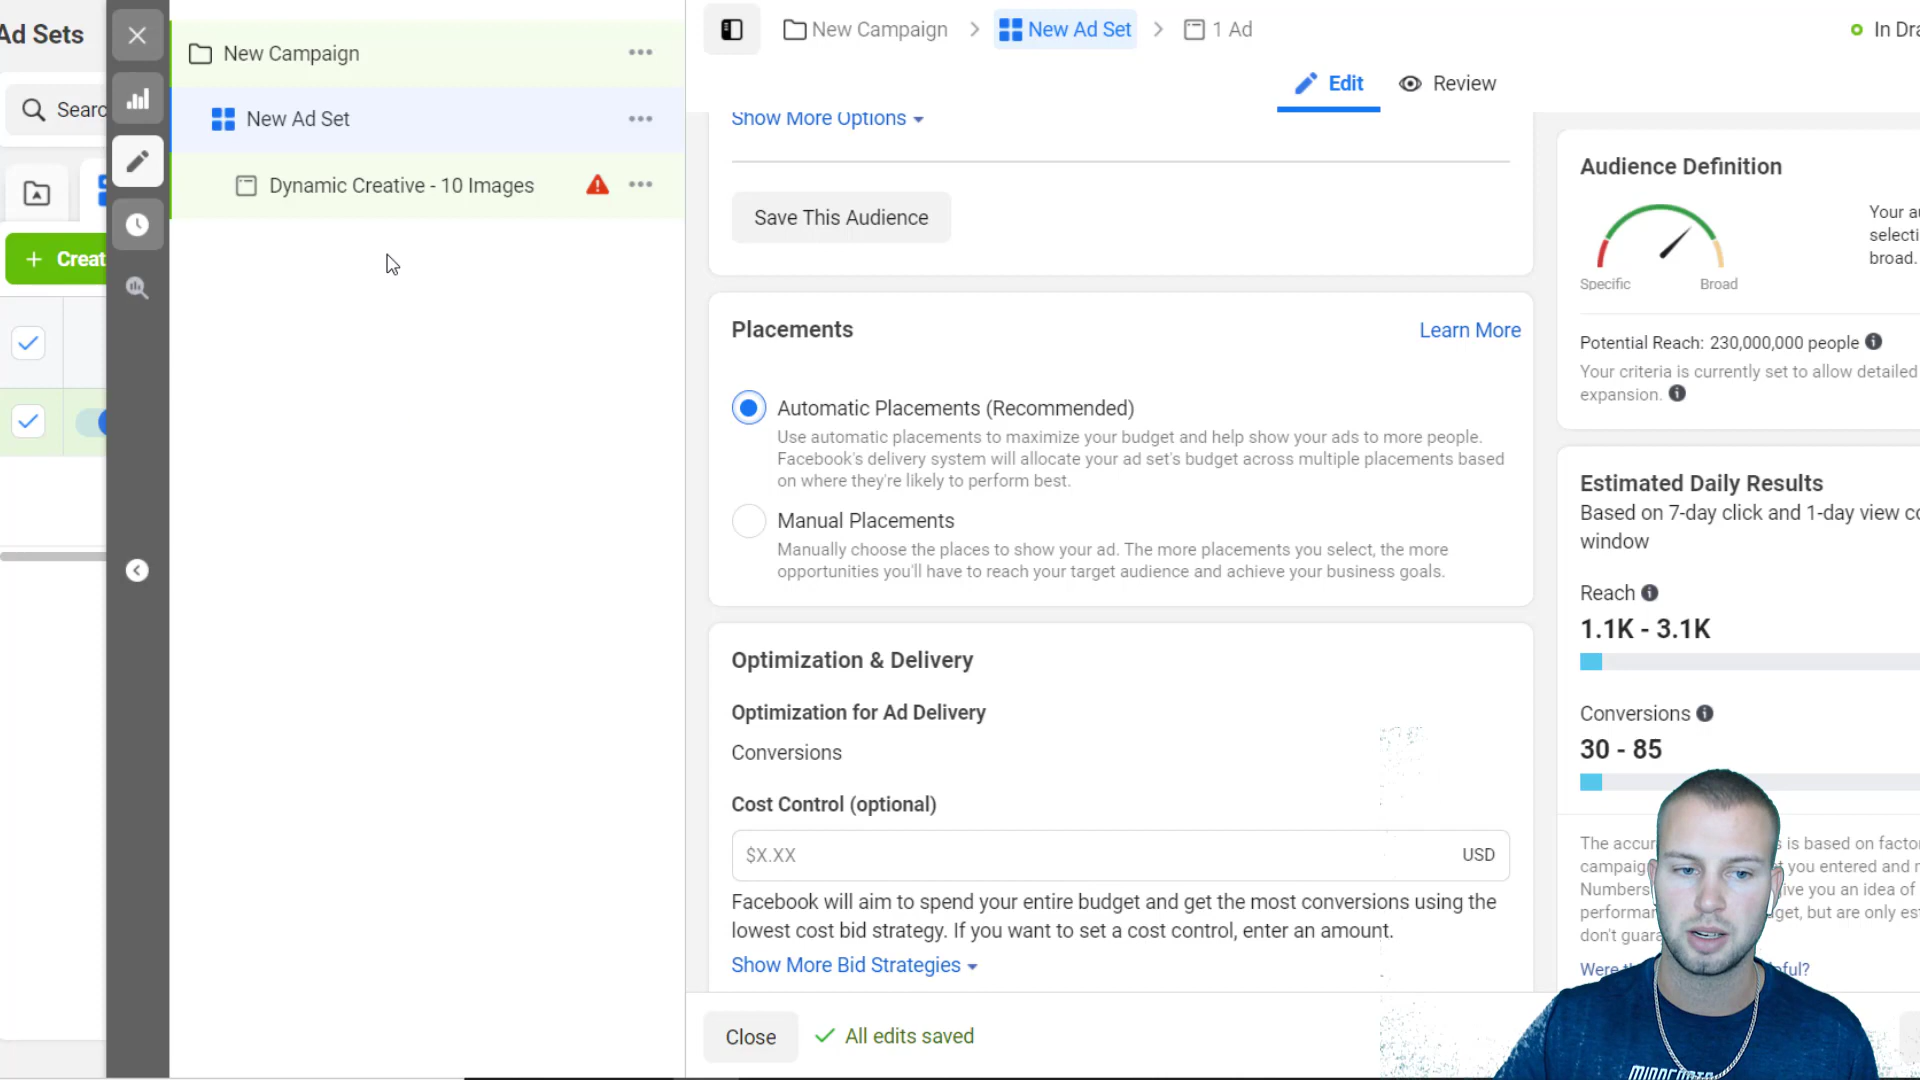 Ad Sets
Searc
+ Creat
New Campaign
New Ad Set
Dynamic Creative - 10 Images
New Campaign
New Ad Set
1 Ad
In Dra
Edit
Review
Show More Options
Save This Audience
Placements
Learn More
Automatic Placements (Recommended)
Use automatic placements to maximize your budget and help show your ads to more people.
Facebook's delivery system will allocate your ad set's budget across multiple placements based
on where they're likely to perform best.
Manual Placements
Manually choose the places to show your ad. The more placements you select, the more
opportunities you'll have to reach your target audience and achieve your business goals.
Optimization & Delivery
Optimization for Ad Delivery
Conversions
Cost Control (optional)
$X.XX
USD
Facebook will aim to spend your entire budget and get the most conversions using the
lowest cost bid strategy. If you want to set a cost control, enter an amount.
Show More Bid Strategies
Close
All edits saved
Audience Definition
Specific
Broad
Your au
selecti
broad.
Potential Reach: 230,000,000 people
Your criteria is currently set to allow detailed
expansion.
Estimated Daily Results
Based on 7-day click and 1-day view co
window
Reach
1.1K - 3.1K
Conversions
30 - 85
The accur s is based on facto
campaig t you entered and
Numbers ive you an idea of
performa get, but are only es
don't guara
Were